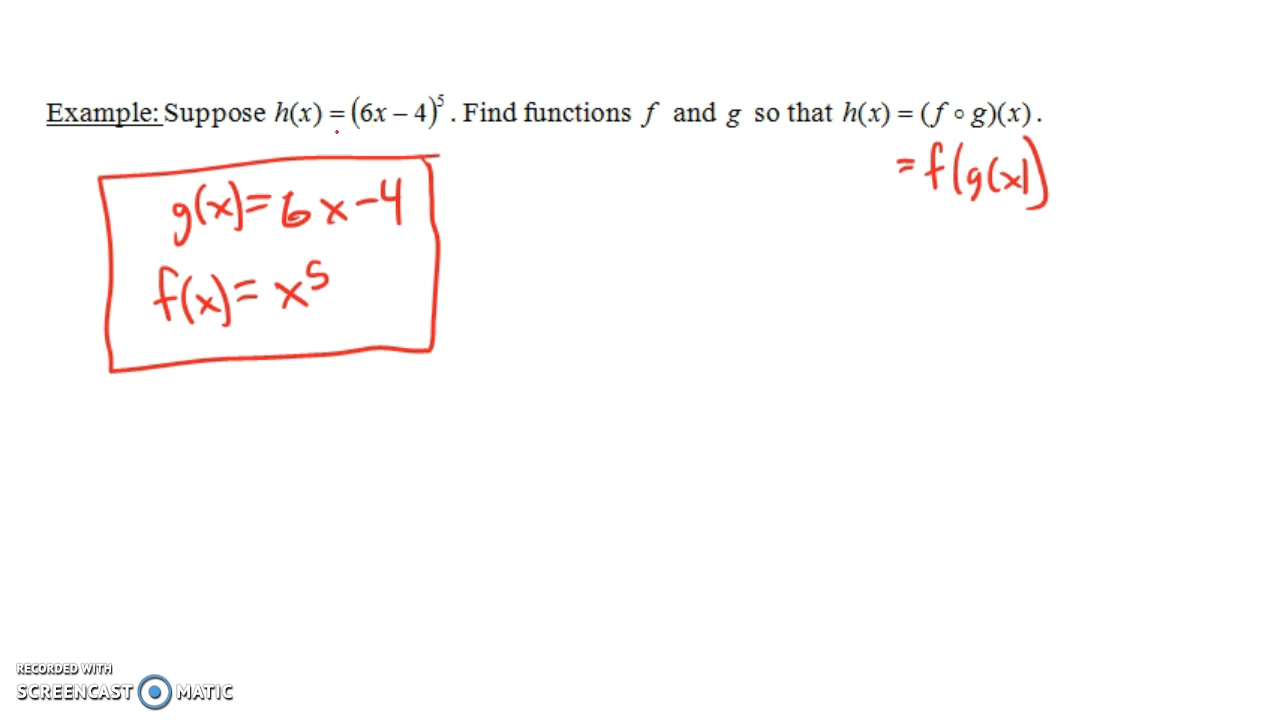 Example: Suppose h(x) = (6x – 4)⁵. Find functions f and g so that h(x) = (f ∘ g)(x).
= f(g(x))
g(x) = 6x - 4
f(x) = x⁵
RECORDED WITH
SCREENCAST MATIC